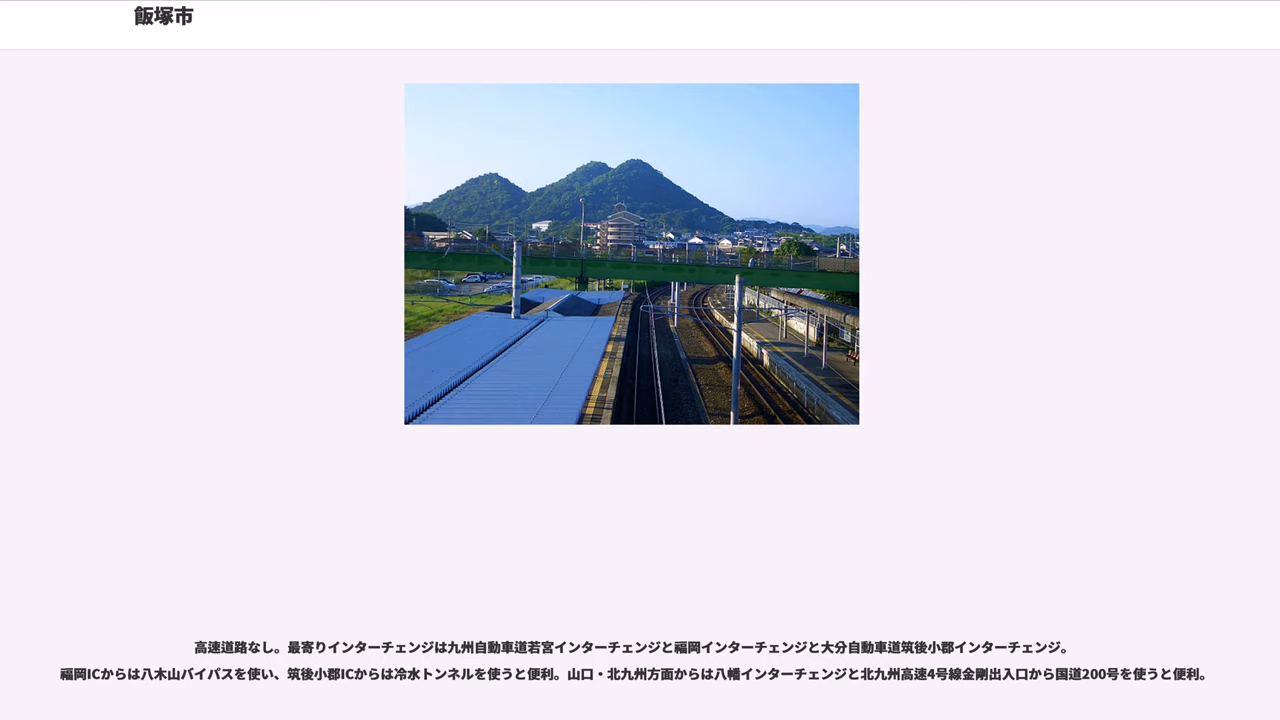 飯塚市
高速道路なし。最寄りインターチェンジは九州自動車道若宮インターチェンジと福岡インターチェンジと大分自動車道筑後小郡インターチェンジ。
福岡ICからは八木山バイパスを使い、筑後小郡ICからは冷水トンネルを使うと便利。山口・北九州方面からは八幡インターチェンジと北九州高速4号線金剛出入口から国道200号を使うと便利。